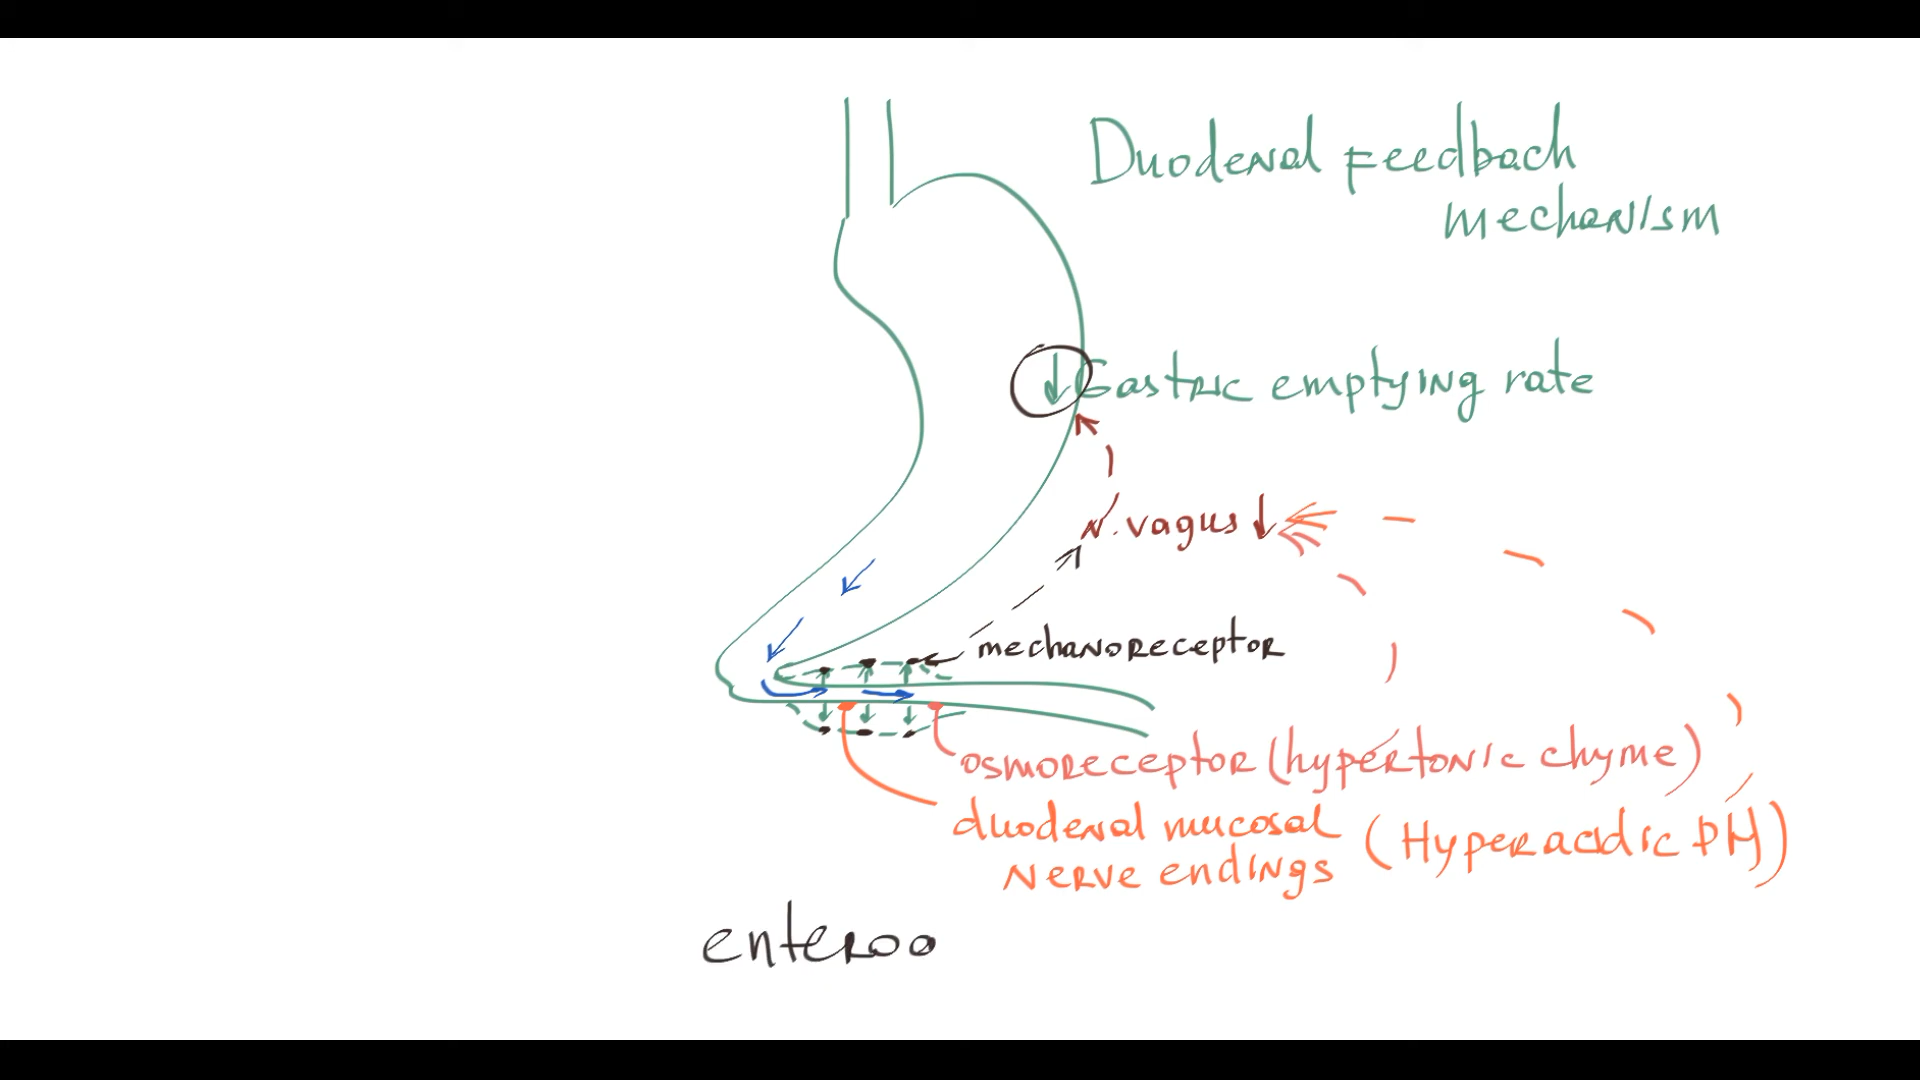 Duodenal feedback
mechanism
↓ Gastric emptying rate
N. vagus ↓
mechanoreceptor
osmoreceptor (hypertonic chyme)
duodenal mucosal (Hyperacidic PH)
nerve endings
enteroo